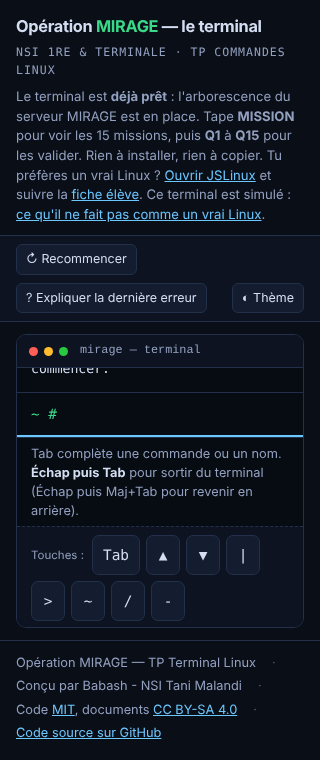 Opération MIRAGE — le terminal
NSI 1RE & TERMINALE · TP COMMANDES
LINUX
Le terminal est déjà prêt : l'arborescence du
serveur MIRAGE est en place. Tape MISSION
pour voir les 15 missions, puis Q1 à Q15 pour
les valider. Rien à installer, rien à copier. Tu
préfères un vrai Linux ? Ouvrir JSLinux et
suivre la fiche élève. Ce terminal est simulé :
ce qu'il ne fait pas comme un vrai Linux.
↻ Recommencer
? Expliquer la dernière erreur
◐ Thème
mirage — terminal
commencer.
~ #
Tab complète une commande ou un nom.
Échap puis Tab pour sortir du terminal
(Échap puis Maj+Tab pour revenir en
arrière).
Touches : Tab ▲ ▼ |
> ~ / -
Opération MIRAGE — TP Terminal Linux ·
Conçu par Babash - NSI Tani Malandi ·
Code MIT, documents CC BY-SA 4.0 ·
Code source sur GitHub